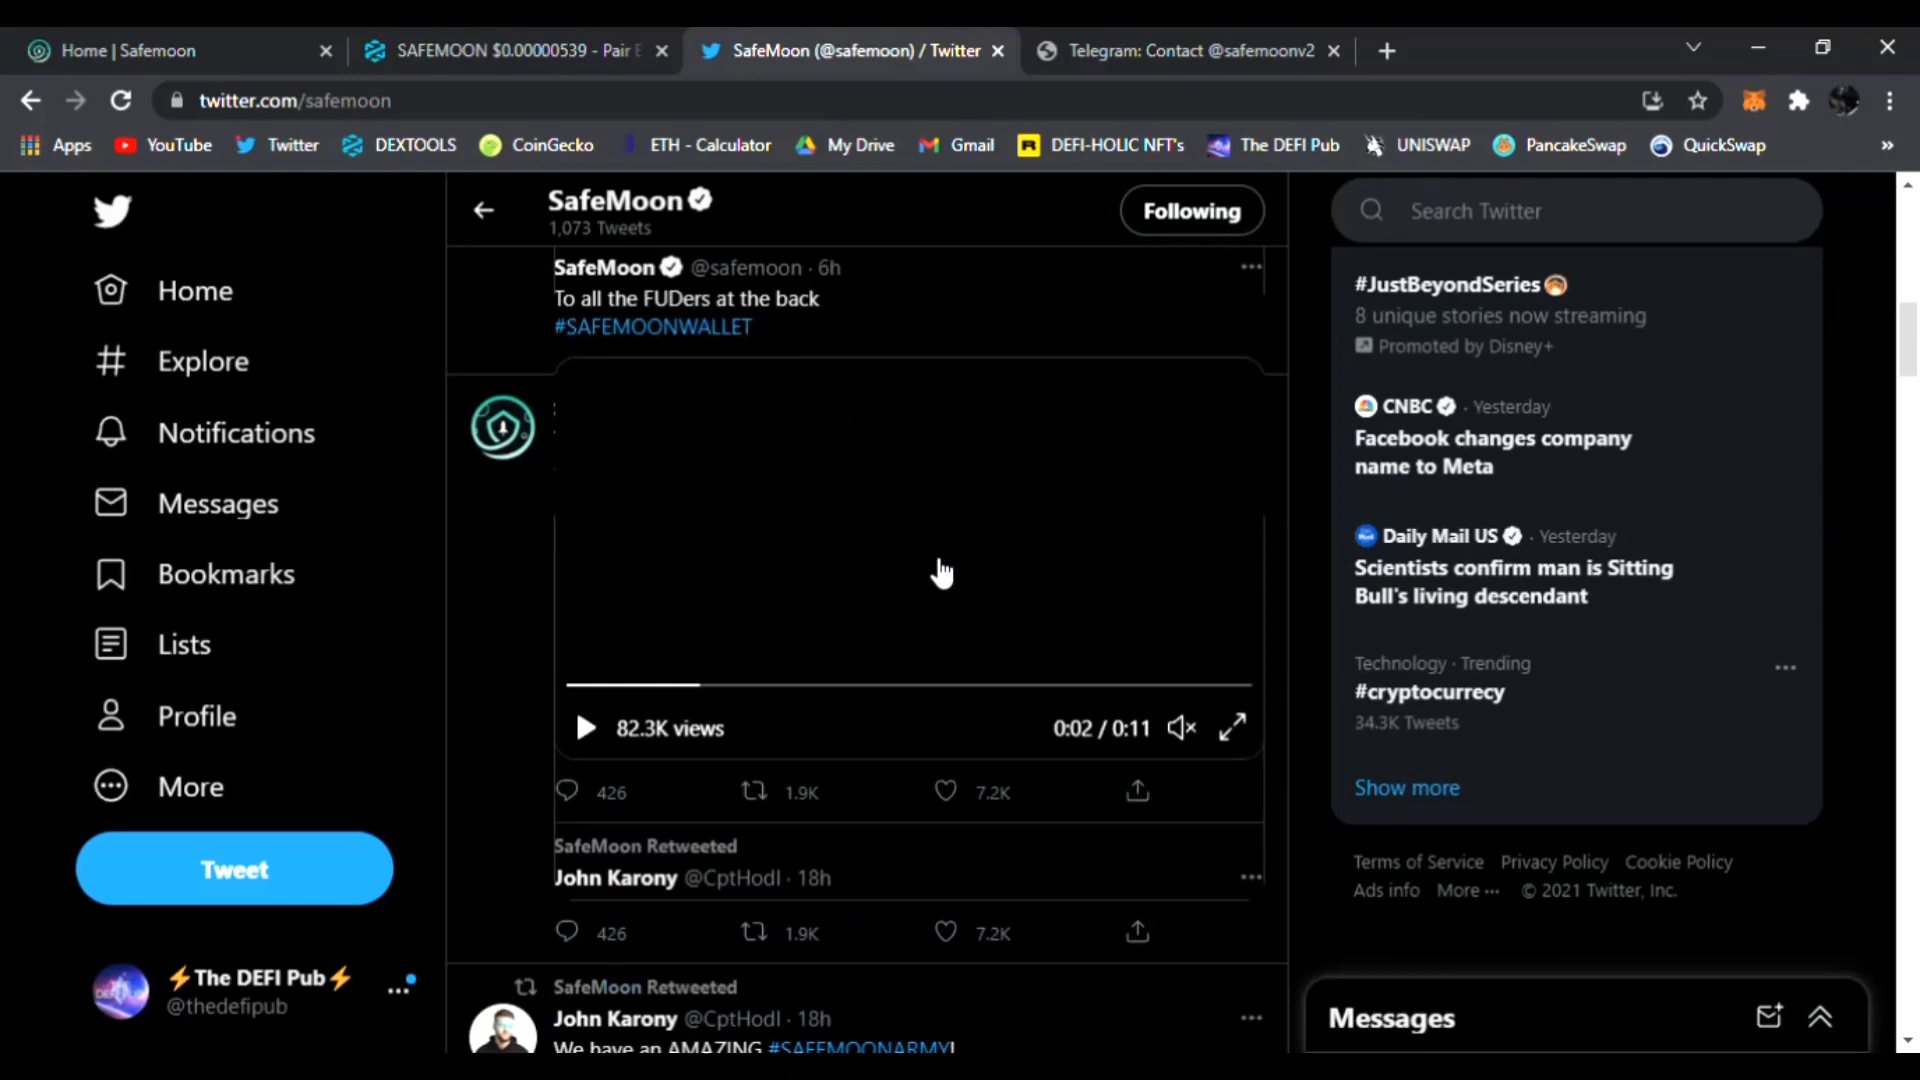 Home | Safemoon
SAFEMOON $0.00000539 - Pair E
SafeMoon (@safemoon) / Twitter
Telegram: Contact @safemoonv2
twitter.com/safemoon
Apps
YouTube
Twitter
DEXTOOLS
CoinGecko
ETH - Calculator
My Drive
Gmail
DEFI-HOLIC NFT's
The DEFI Pub
UNISWAP
PancakeSwap
QuickSwap
Home
Explore
Notifications
Messages
Bookmarks
Lists
Profile
More
Tweet
⚡The DEFI Pub⚡
@thedefipub
SafeMoon
1,073 Tweets
Following
SafeMoon @safemoon · 6h
To all the FUDers at the back
#SAFEMOONWALLET
82.3K views
0:02 / 0:11
426 1.9K 7.2K
SafeMoon Retweeted
John Karony @CptHodl · 18h
426 1.9K 7.2K
SafeMoon Retweeted
John Karony @CptHodl · 18h
We have an AMAZING #SAFEMOONARMY!
Search Twitter
#JustBeyondSeries
8 unique stories now streaming
Promoted by Disney+
CNBC · Yesterday
Facebook changes company
name to Meta
Daily Mail US · Yesterday
Scientists confirm man is Sitting
Bull's living descendant
Technology · Trending
#cryptocurrecy
34.3K Tweets
Show more
Terms of Service Privacy Policy Cookie Policy
Ads info More ··· © 2021 Twitter, Inc.
Messages